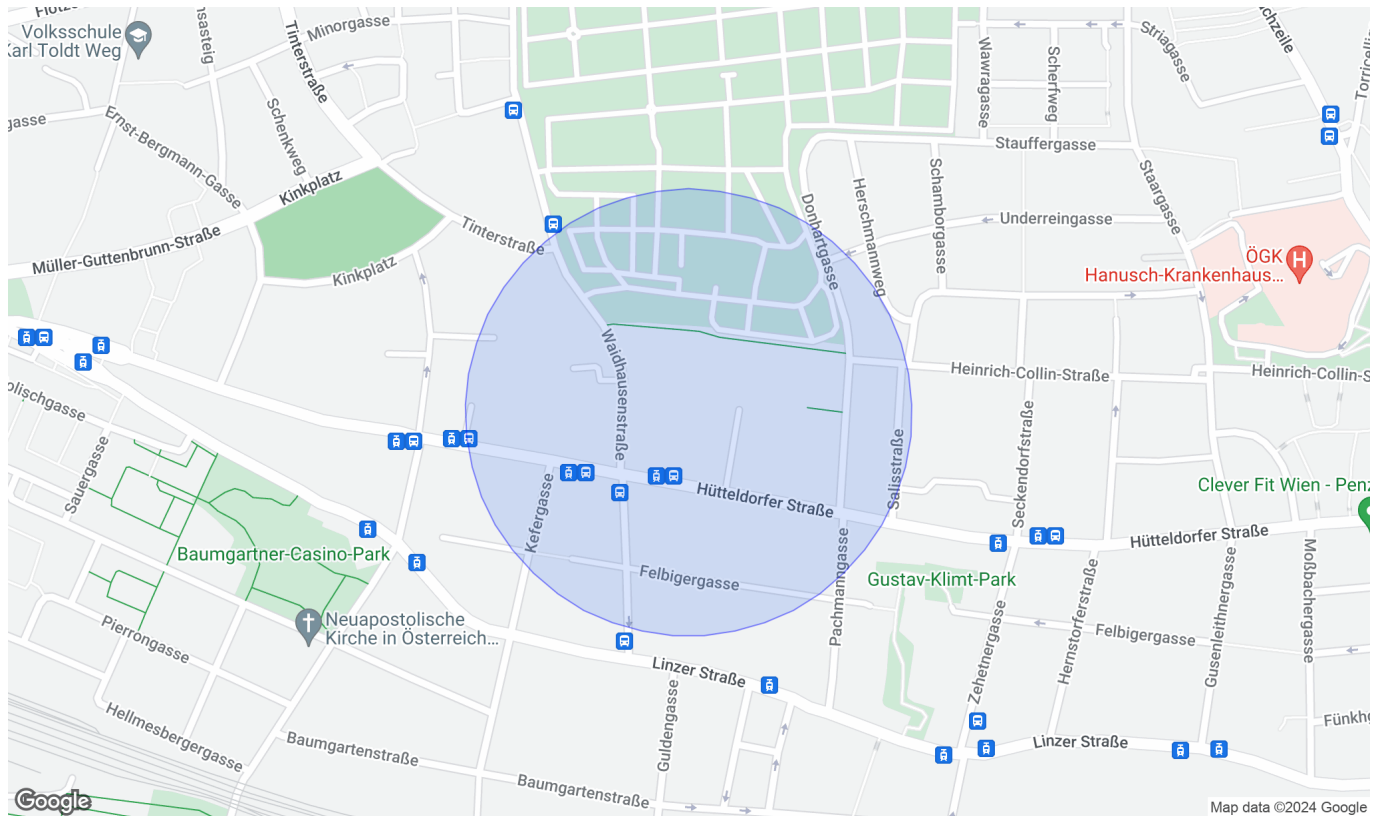 Volksschule
Karl Toldt Weg
Tinterstraße
Minorgasse
Wawragasse
Scherfweg
Striagasse
Ernst-Bergmann-Gasse
Schenkweg
Kinkplatz
Stauffergasse
Staargasse
Schamborgasse
Herschmannweg
Donhartgasse
Underreingasse
Müller-Guttenbrunn-Straße
Tinterstraße
Kinkplatz
ÖGK
Hanusch-Krankenhaus...
Waidhausenstraße
Heinrich-Collin-Straße
Heinrich-Collin-S
Sauergasse
Salisstraße
Seckendorfstraße
Clever Fit Wien - Penz
Hütteldorfer Straße
Hütteldorfer Straße
Kefergasse
Baumgartner-Casino-Park
Felbigergasse
Gustav-Klimt-Park
Pachmanngasse
Neuapostolische
Kirche in Österreich...
Pierrongasse
Zehetnergasse
Hernstorferstraße
Felbigergasse
Gusenleithnergasse
Moßbachergasse
Linzer Straße
Hellmesbergergasse
Guldengasse
Linzer Straße
Baumgartenstraße
Baumgartenstraße
Google
Map data ©2024 Google